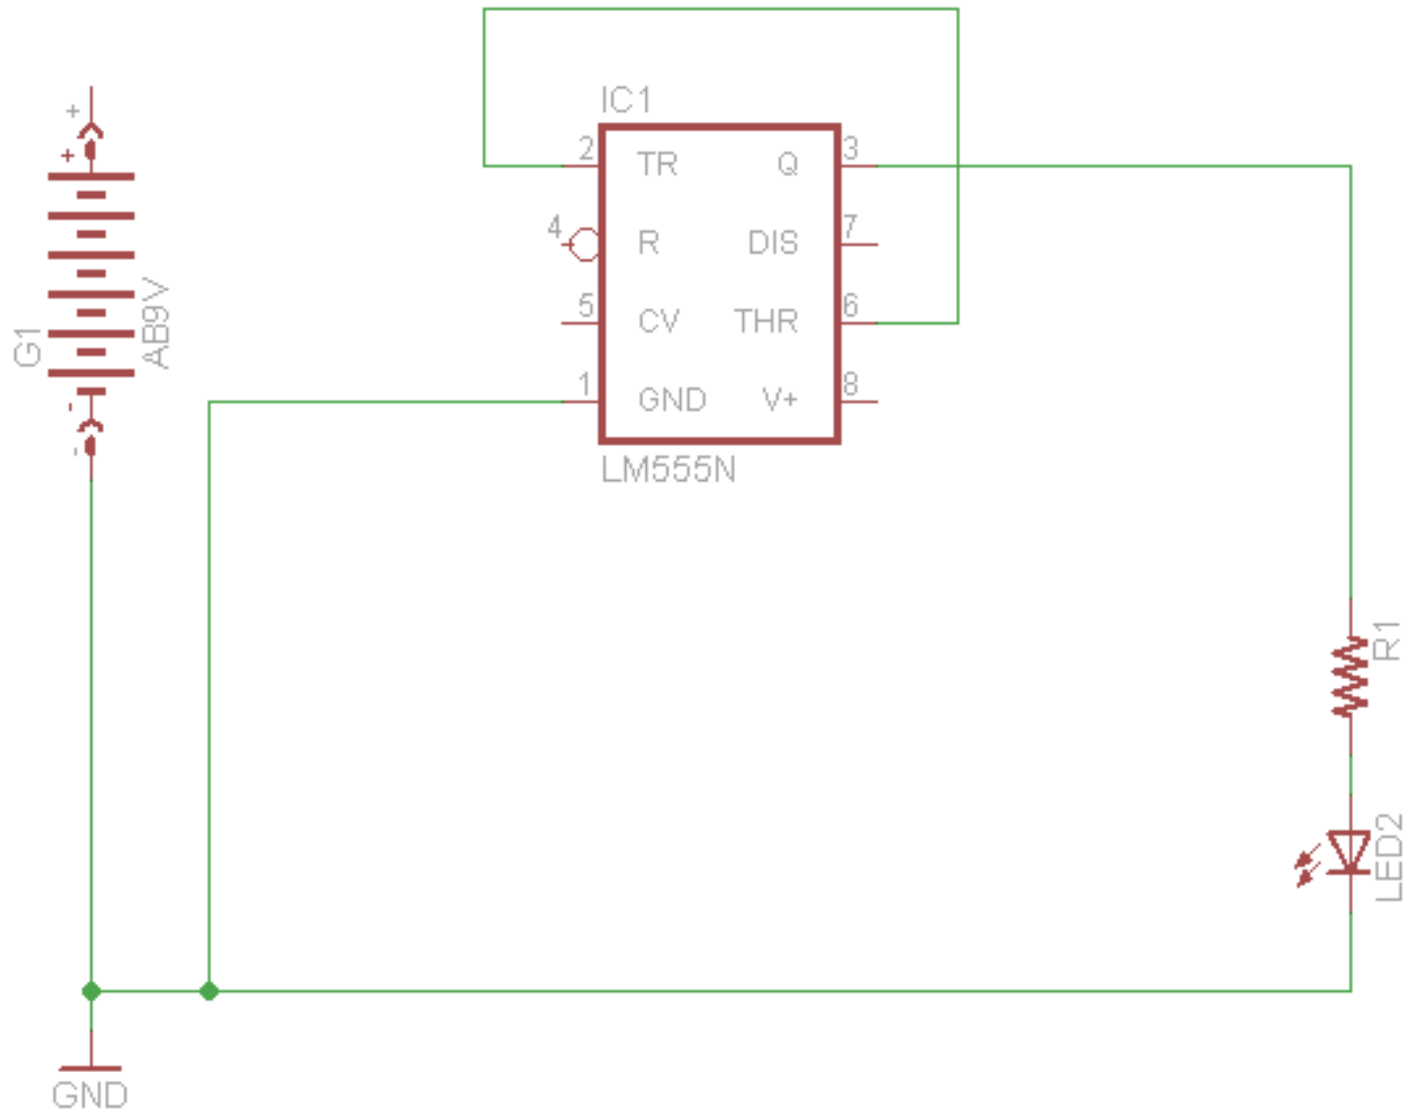 IC1
+
+
2 TR Q 3
4 R DIS 7
5 CV THR 6
1 GND V+ 8
LM555N
G1
AB9V
-
-
R1
LED2
GND